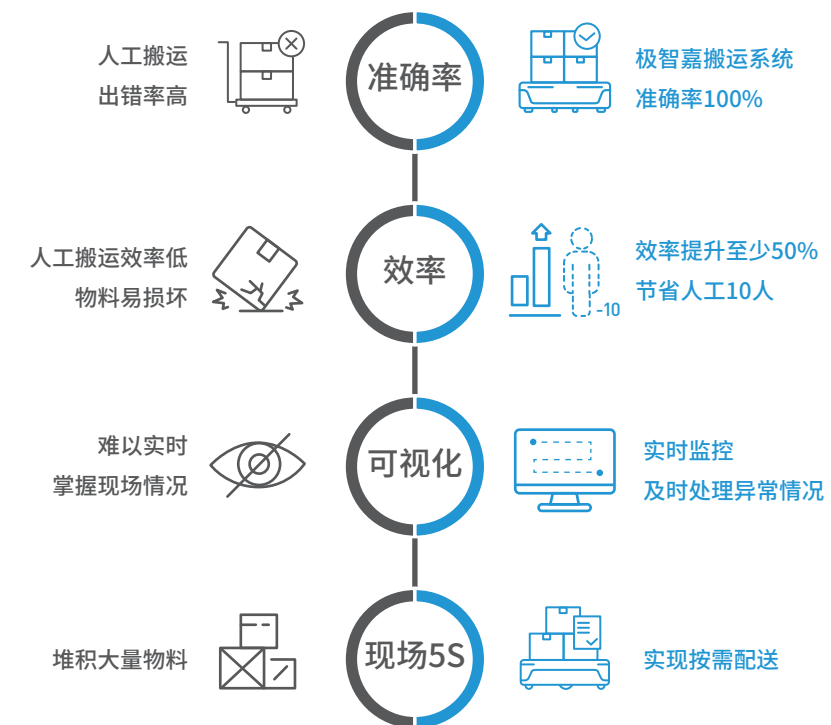 人工搬运
出错率高
准确率
极智嘉搬运系统
准确率100%
人工搬运效率低
物料易损坏
效率
-10
效率提升至少50%
节省人工10人
难以实时
掌握现场情况
可视化
实时监控
及时处理异常情况
堆积大量物料
现场5S
实现按需配送